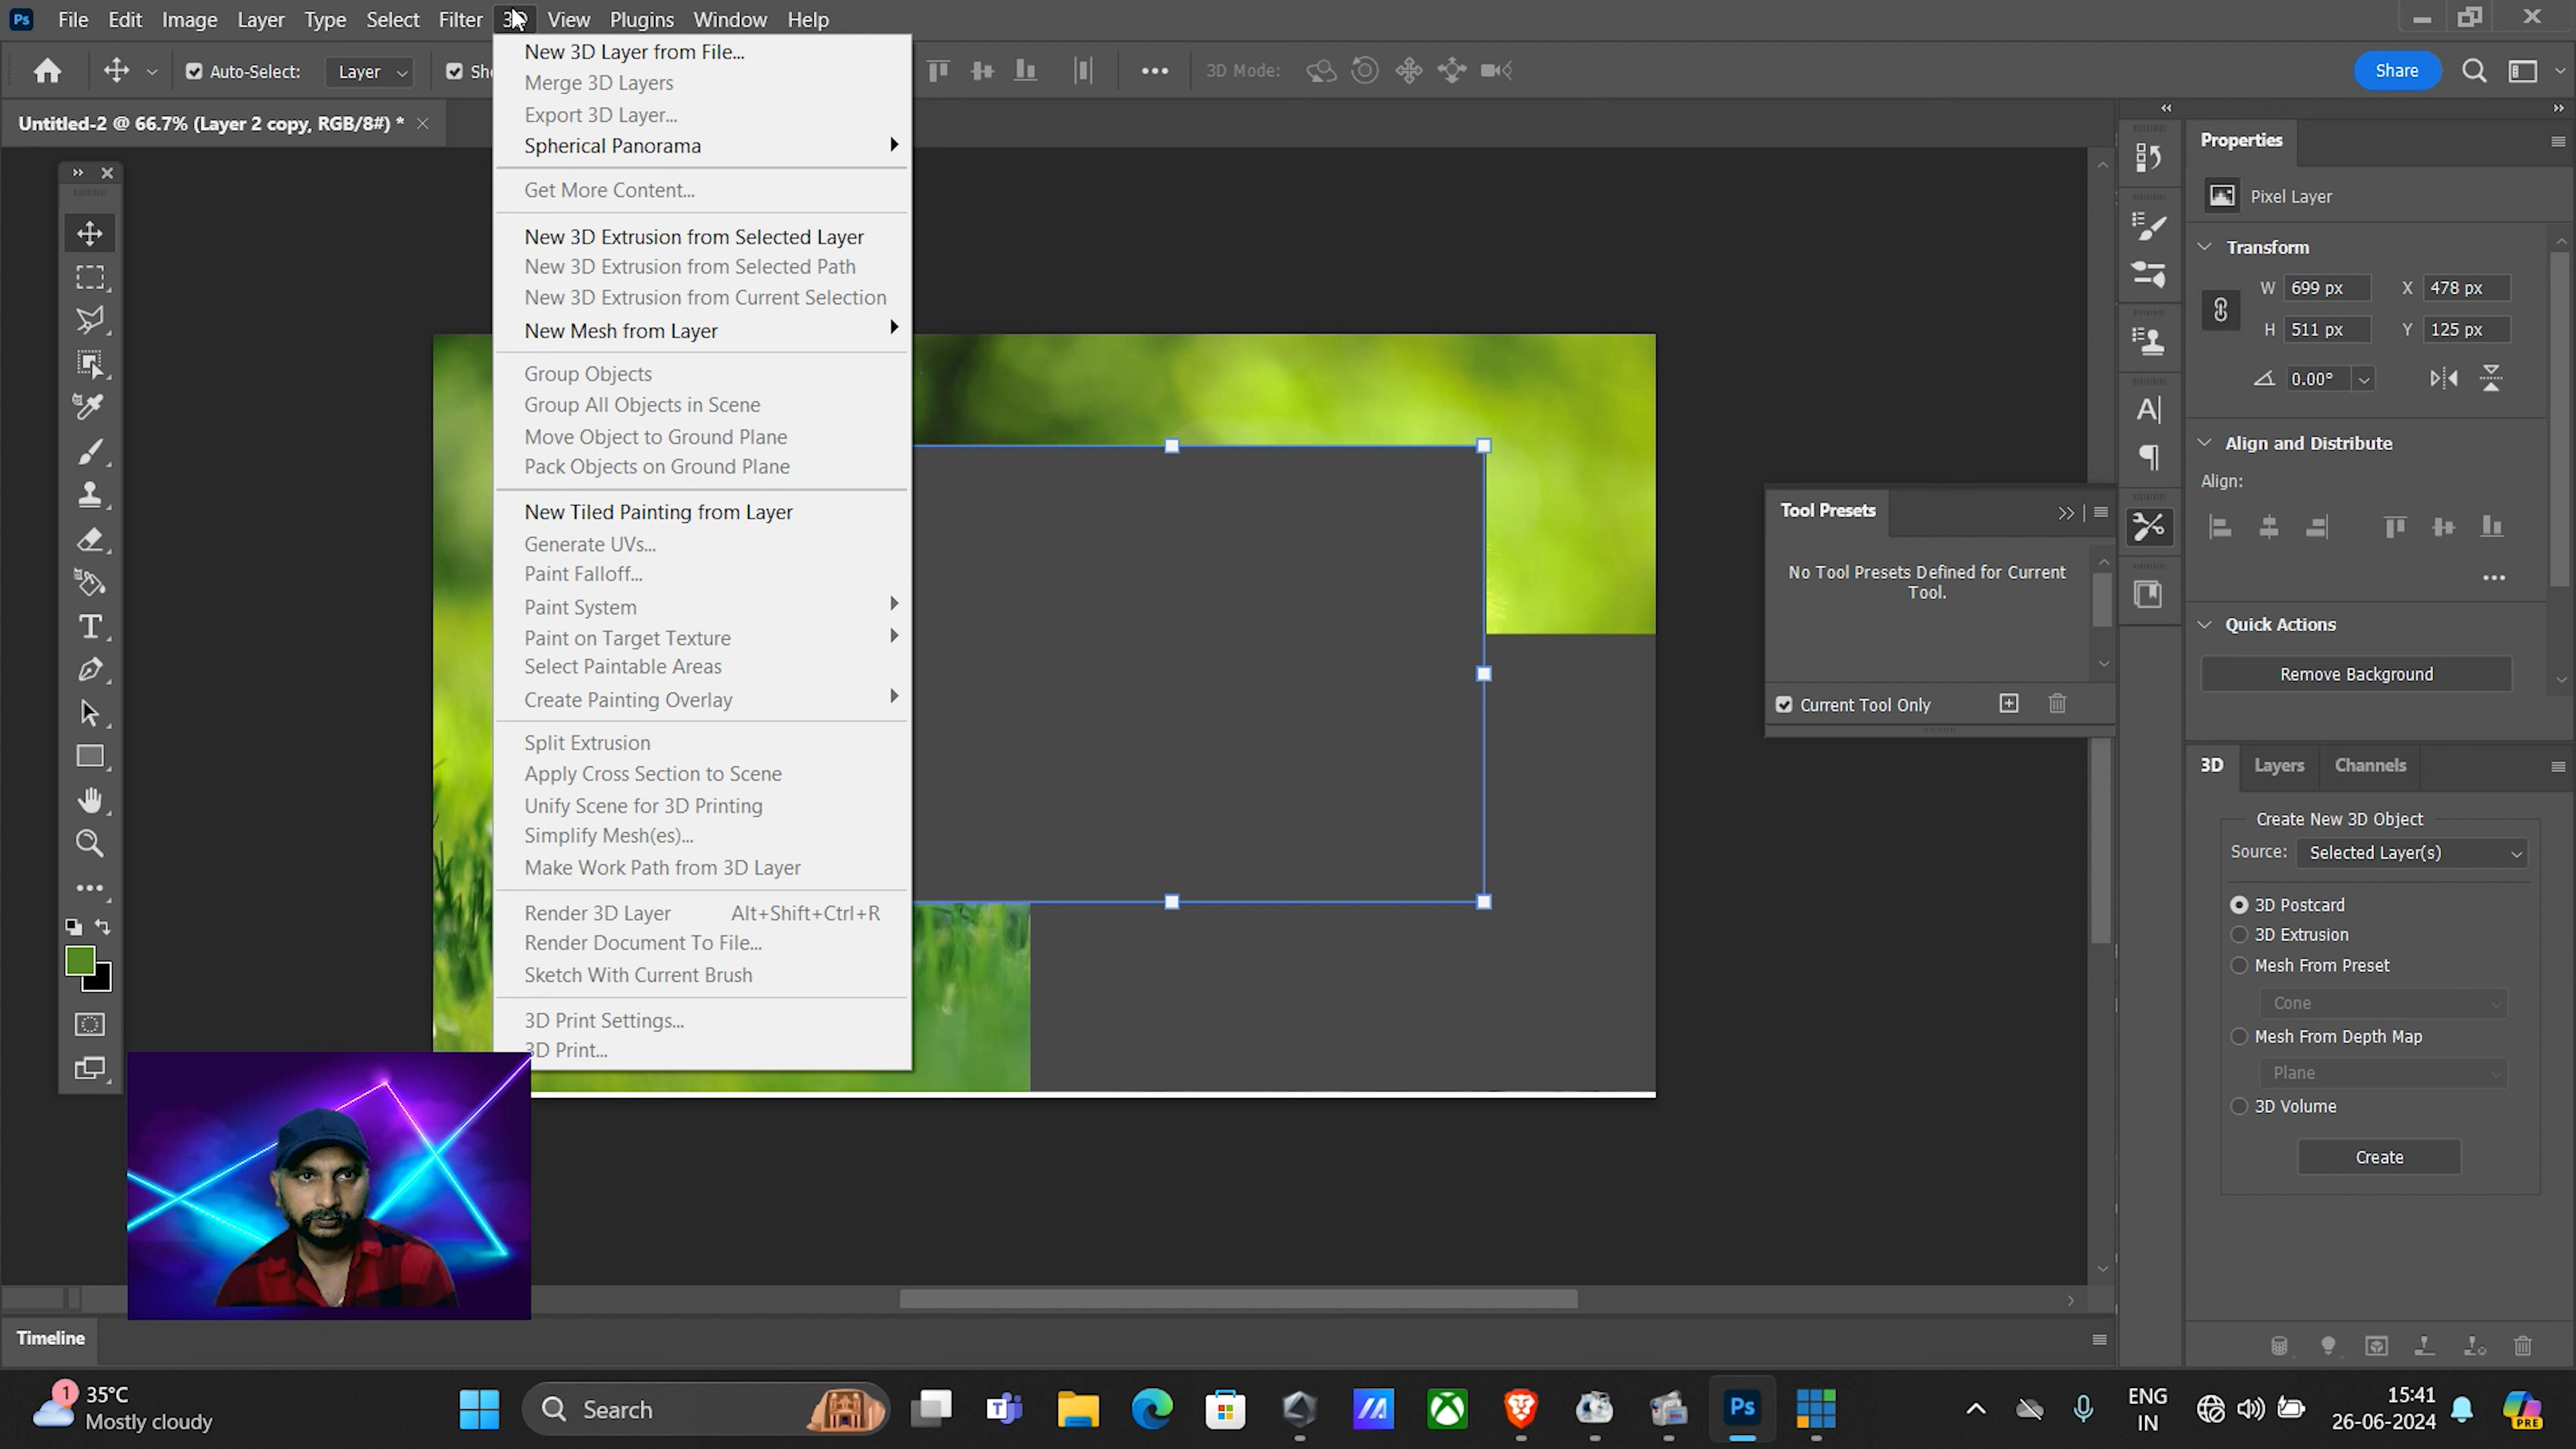 Ps File Edit Image Layer Type Select Filter 3D View Plugins Window Help
Auto-Select: Layer
3D Mode:
Share
Untitled-2 @ 66.7% (Layer 2 copy, RGB/8#) *
New 3D Layer from File...
Merge 3D Layers
Export 3D Layer...
Spherical Panorama
Get More Content...
New 3D Extrusion from Selected Layer
New 3D Extrusion from Selected Path
New 3D Extrusion from Current Selection
New Mesh from Layer
Group Objects
Group All Objects in Scene
Move Object to Ground Plane
Pack Objects on Ground Plane
New Tiled Painting from Layer
Generate UVs...
Paint Falloff...
Paint System
Paint on Target Texture
Select Paintable Areas
Create Painting Overlay
Split Extrusion
Apply Cross Section to Scene
Unify Scene for 3D Printing
Simplify Mesh(es)...
Make Work Path from 3D Layer
Render 3D Layer Alt+Shift+Ctrl+R
Render Document To File...
Sketch With Current Brush
3D Print Settings...
3D Print...
Tool Presets
No Tool Presets Defined for Current
Tool.
Current Tool Only
Properties
Pixel Layer
Transform
W 699 px X 478 px
H 511 px Y 125 px
0.00°
Align and Distribute
Align:
Quick Actions
Remove Background
3D Layers Channels
Create New 3D Object
Source: Selected Layer(s)
3D Postcard
3D Extrusion
Mesh From Preset
Cone
Mesh From Depth Map
Plane
3D Volume
Create
Timeline
1 35°C
Mostly cloudy
Search
Ps
ENG
IN
15:41
26-06-2024
PRE